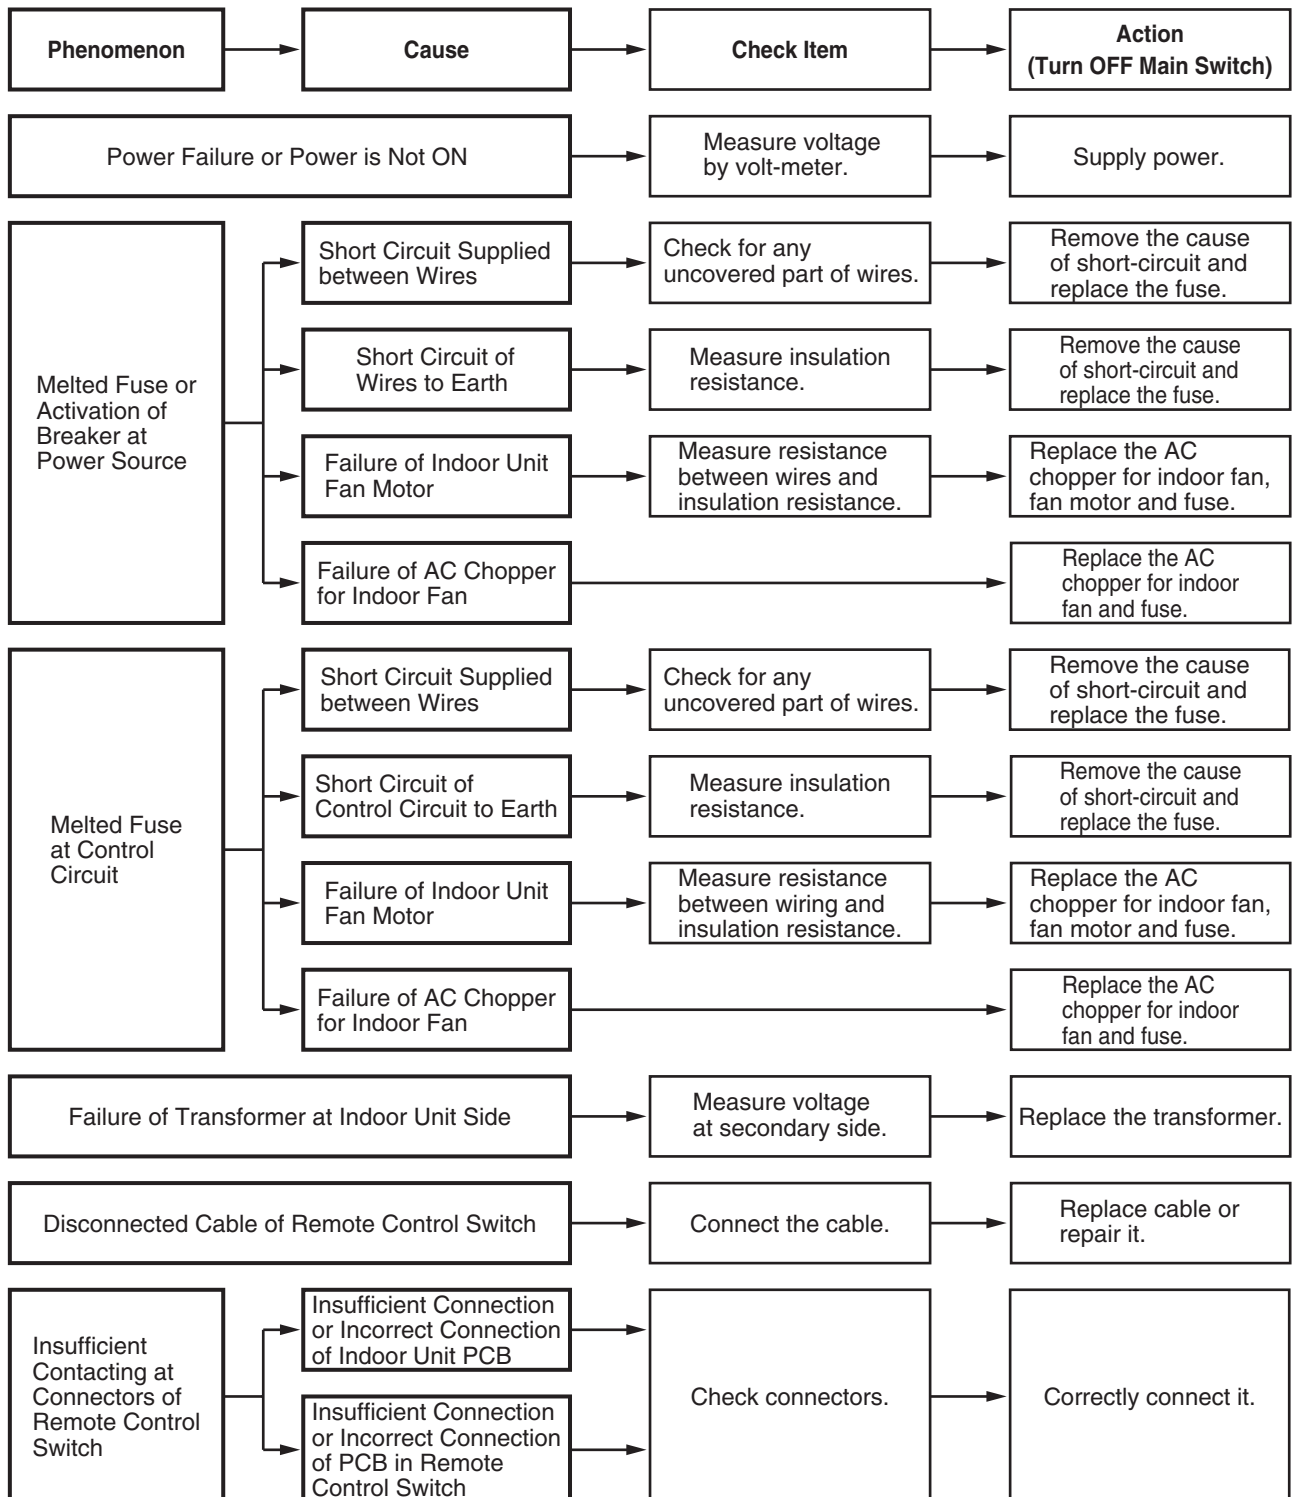 Phenomenon
Cause
Check Item
Action
(Turn OFF Main Switch)
Power Failure or Power is Not ON
Measure voltage
by volt-meter.
Supply power.
Melted Fuse or
Activation of
Breaker at
Power Source
Short Circuit Supplied
between Wires
Check for any
uncovered part of wires.
Remove the cause
of short-circuit and
replace the fuse.
Short Circuit of
Wires to Earth
Measure insulation
resistance.
Remove the cause
of short-circuit and
replace the fuse.
Failure of Indoor Unit
Fan Motor
Measure resistance
between wires and
insulation resistance.
Replace the AC
chopper for indoor fan,
fan motor and fuse.
Failure of AC Chopper
for Indoor Fan
Replace the AC
chopper for indoor
fan and fuse.
Melted Fuse
at Control
Circuit
Short Circuit Supplied
between Wires
Check for any
uncovered part of wires.
Remove the cause
of short-circuit and
replace the fuse.
Short Circuit of
Control Circuit to Earth
Measure insulation
resistance.
Remove the cause
of short-circuit and
replace the fuse.
Failure of Indoor Unit
Fan Motor
Measure resistance
between wiring and
insulation resistance.
Replace the AC
chopper for indoor fan,
fan motor and fuse.
Failure of AC Chopper
for Indoor Fan
Replace the AC
chopper for indoor
fan and fuse.
Failure of Transformer at Indoor Unit Side
Measure voltage
at secondary side.
Replace the transformer.
Disconnected Cable of Remote Control Switch
Connect the cable.
Replace cable or
repair it.
Insufficient
Contacting at
Connectors of
Remote Control
Switch
Insufficient Connection
or Incorrect Connection
of Indoor Unit PCB
Insufficient Connection
or Incorrect Connection
of PCB in Remote
Control Switch
Check connectors.
Correctly connect it.